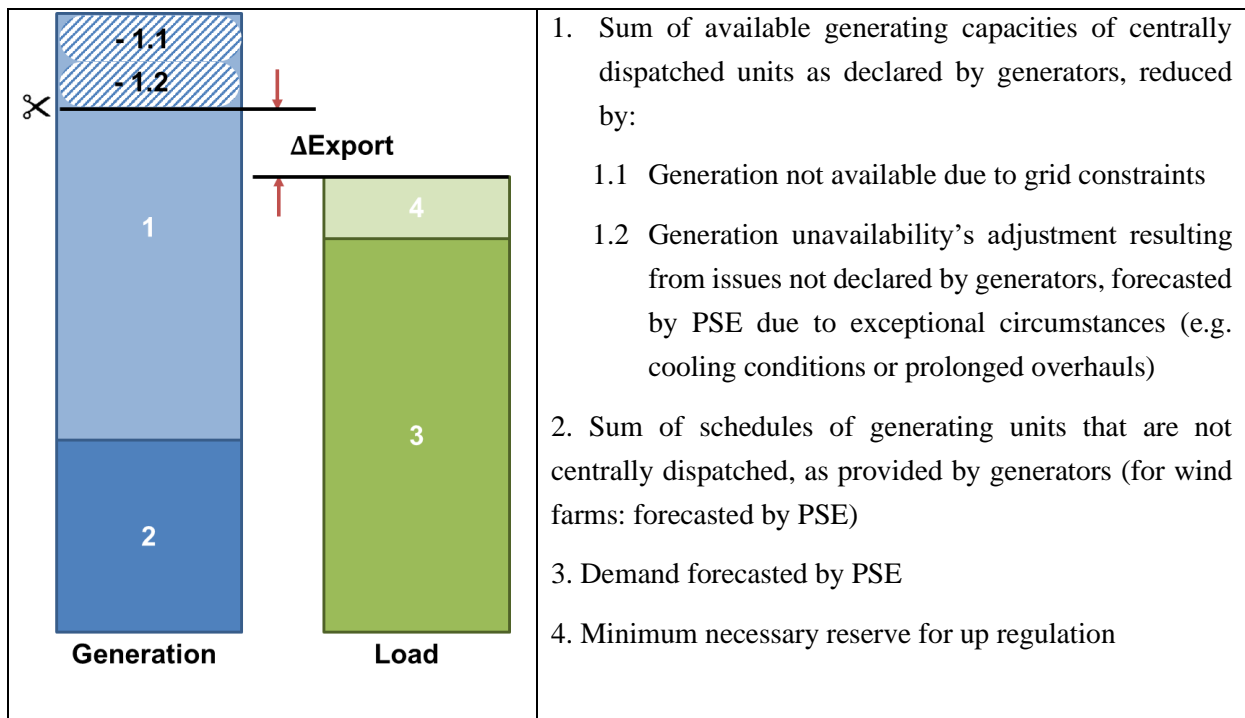 - 1.1
- 1.2
ΔExport
1
4
3
2
Generation
Load
1. Sum of available generating capacities of centrally
dispatched units as declared by generators, reduced
by:
1.1 Generation not available due to grid constraints
1.2 Generation unavailability’s adjustment resulting
from issues not declared by generators, forecasted
by PSE due to exceptional circumstances (e.g.
cooling conditions or prolonged overhauls)
2. Sum of schedules of generating units that are not
centrally dispatched, as provided by generators (for wind
farms: forecasted by PSE)
3. Demand forecasted by PSE
4. Minimum necessary reserve for up regulation